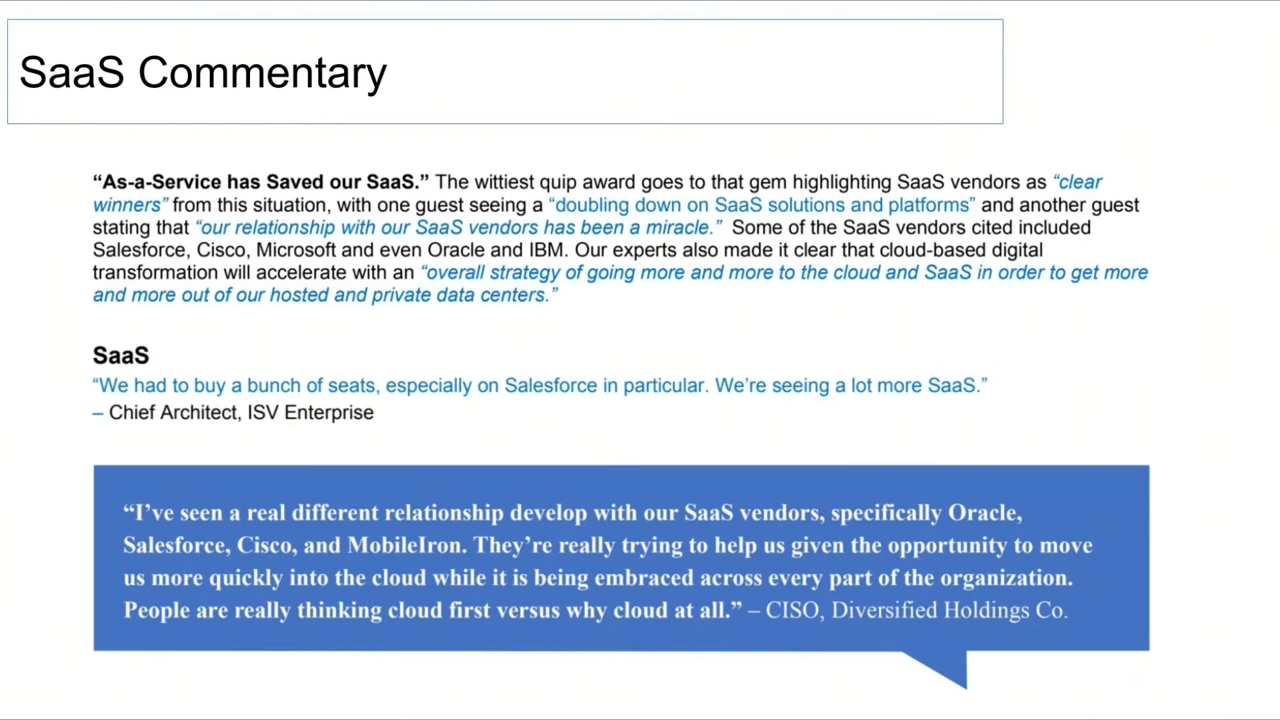 SaaS Commentary
“As-a-Service has Saved our SaaS.” The wittiest quip award goes to that gem highlighting SaaS vendors as “clear
winners” from this situation, with one guest seeing a “doubling down on SaaS solutions and platforms” and another guest
stating that “our relationship with our SaaS vendors has been a miracle.” Some of the SaaS vendors cited included
Salesforce, Cisco, Microsoft and even Oracle and IBM. Our experts also made it clear that cloud-based digital
transformation will accelerate with an “overall strategy of going more and more to the cloud and SaaS in order to get more
and more out of our hosted and private data centers.”
SaaS
“We had to buy a bunch of seats, especially on Salesforce in particular. We’re seeing a lot more SaaS.”
– Chief Architect, ISV Enterprise
“I’ve seen a real different relationship develop with our SaaS vendors, specifically Oracle,
Salesforce, Cisco, and MobileIron. They’re really trying to help us given the opportunity to move
us more quickly into the cloud while it is being embraced across every part of the organization.
People are really thinking cloud first versus why cloud at all.” – CISO, Diversified Holdings Co.